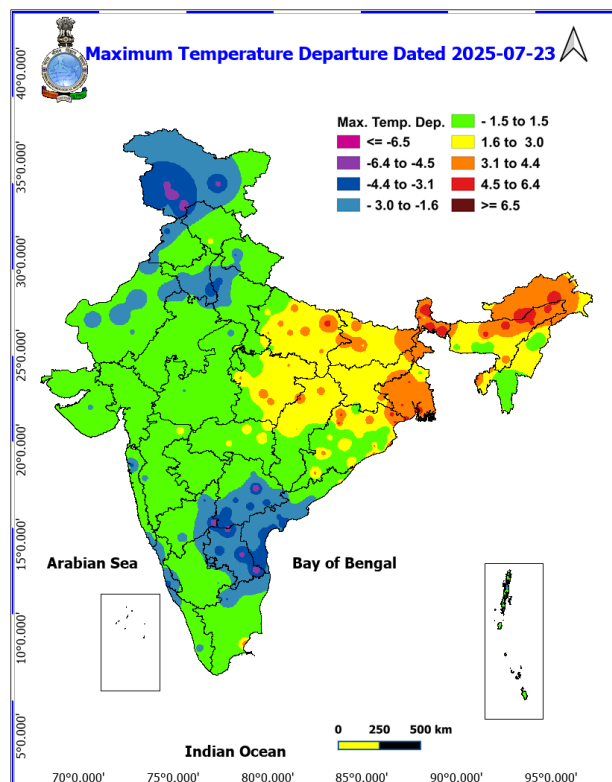 Maximum Temperature Departure Dated 2025-07-23
Max. Temp. Dep.
<= -6.5
-6.4 to -4.5
-4.4 to -3.1
- 3.0 to -1.6
- 1.5 to 1.5
1.6 to 3.0
3.1 to 4.4
4.5 to 6.4
>= 6.5
40°0.000'
35°0.000'
30°0.000'
25°0.000'
20°0.000'
15°0.000'
10°0.000'
5°0.000'
Arabian Sea
Bay of Bengal
0 250 500 km
Indian Ocean
70°0.000' 75°0.000' 80°0.000' 85°0.000' 90°0.000' 95°0.000'